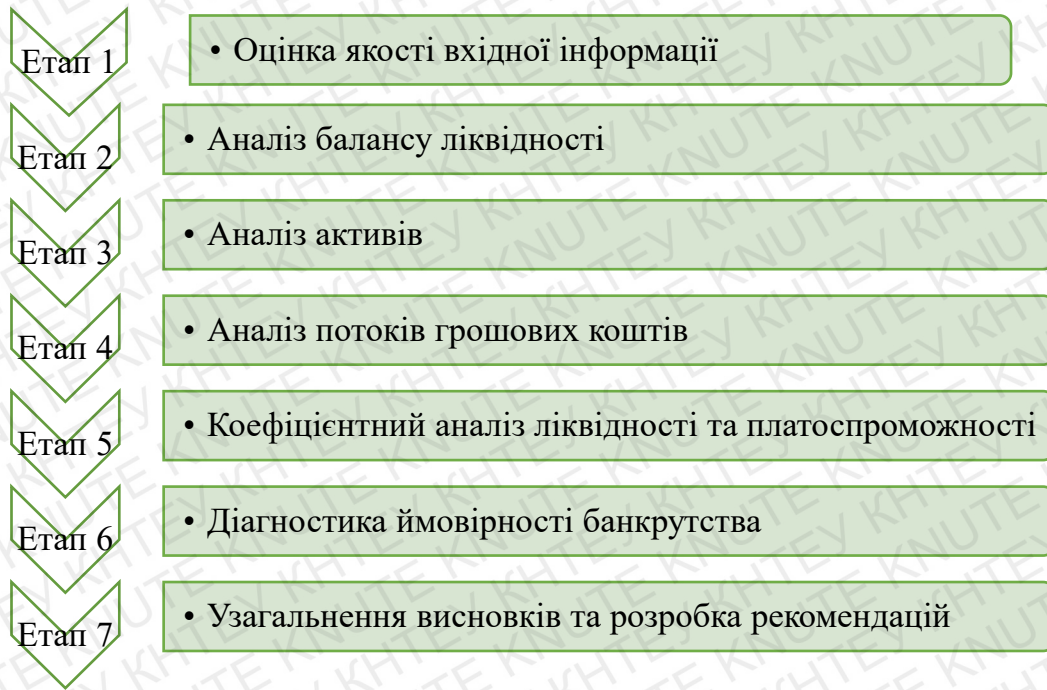 Етап 1
• Оцінка якості вхідної інформації
Етап 2
• Аналіз балансу ліквідності
Етап 3
• Аналіз активів
Етап 4
• Аналіз потоків грошових коштів
Етап 5
• Коефіцієнтний аналіз ліквідності та платоспроможності
Етап 6
• Діагностика ймовірності банкрутства
Етап 7
• Узагальнення висновків та розробка рекомендацій